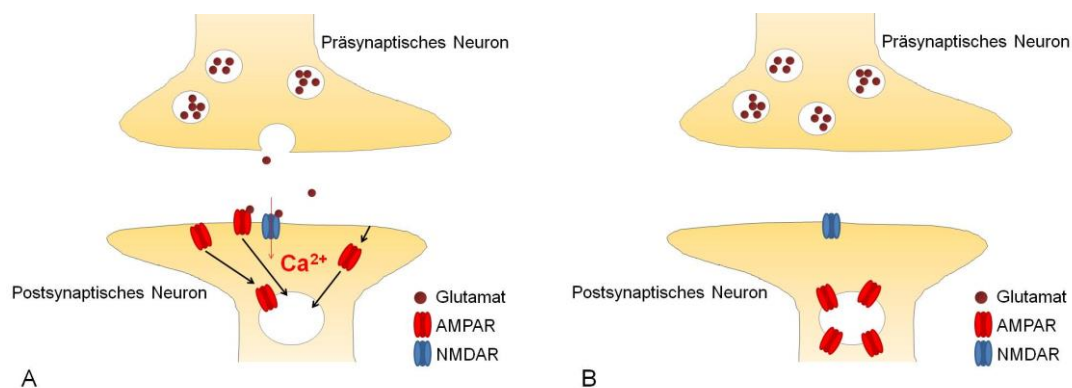 Präsynaptisches Neuron
Ca²⁺
Postsynaptisches Neuron
Glutamat
AMPAR
NMDAR
A
Präsynaptisches Neuron
Postsynaptisches Neuron
Glutamat
AMPAR
NMDAR
B